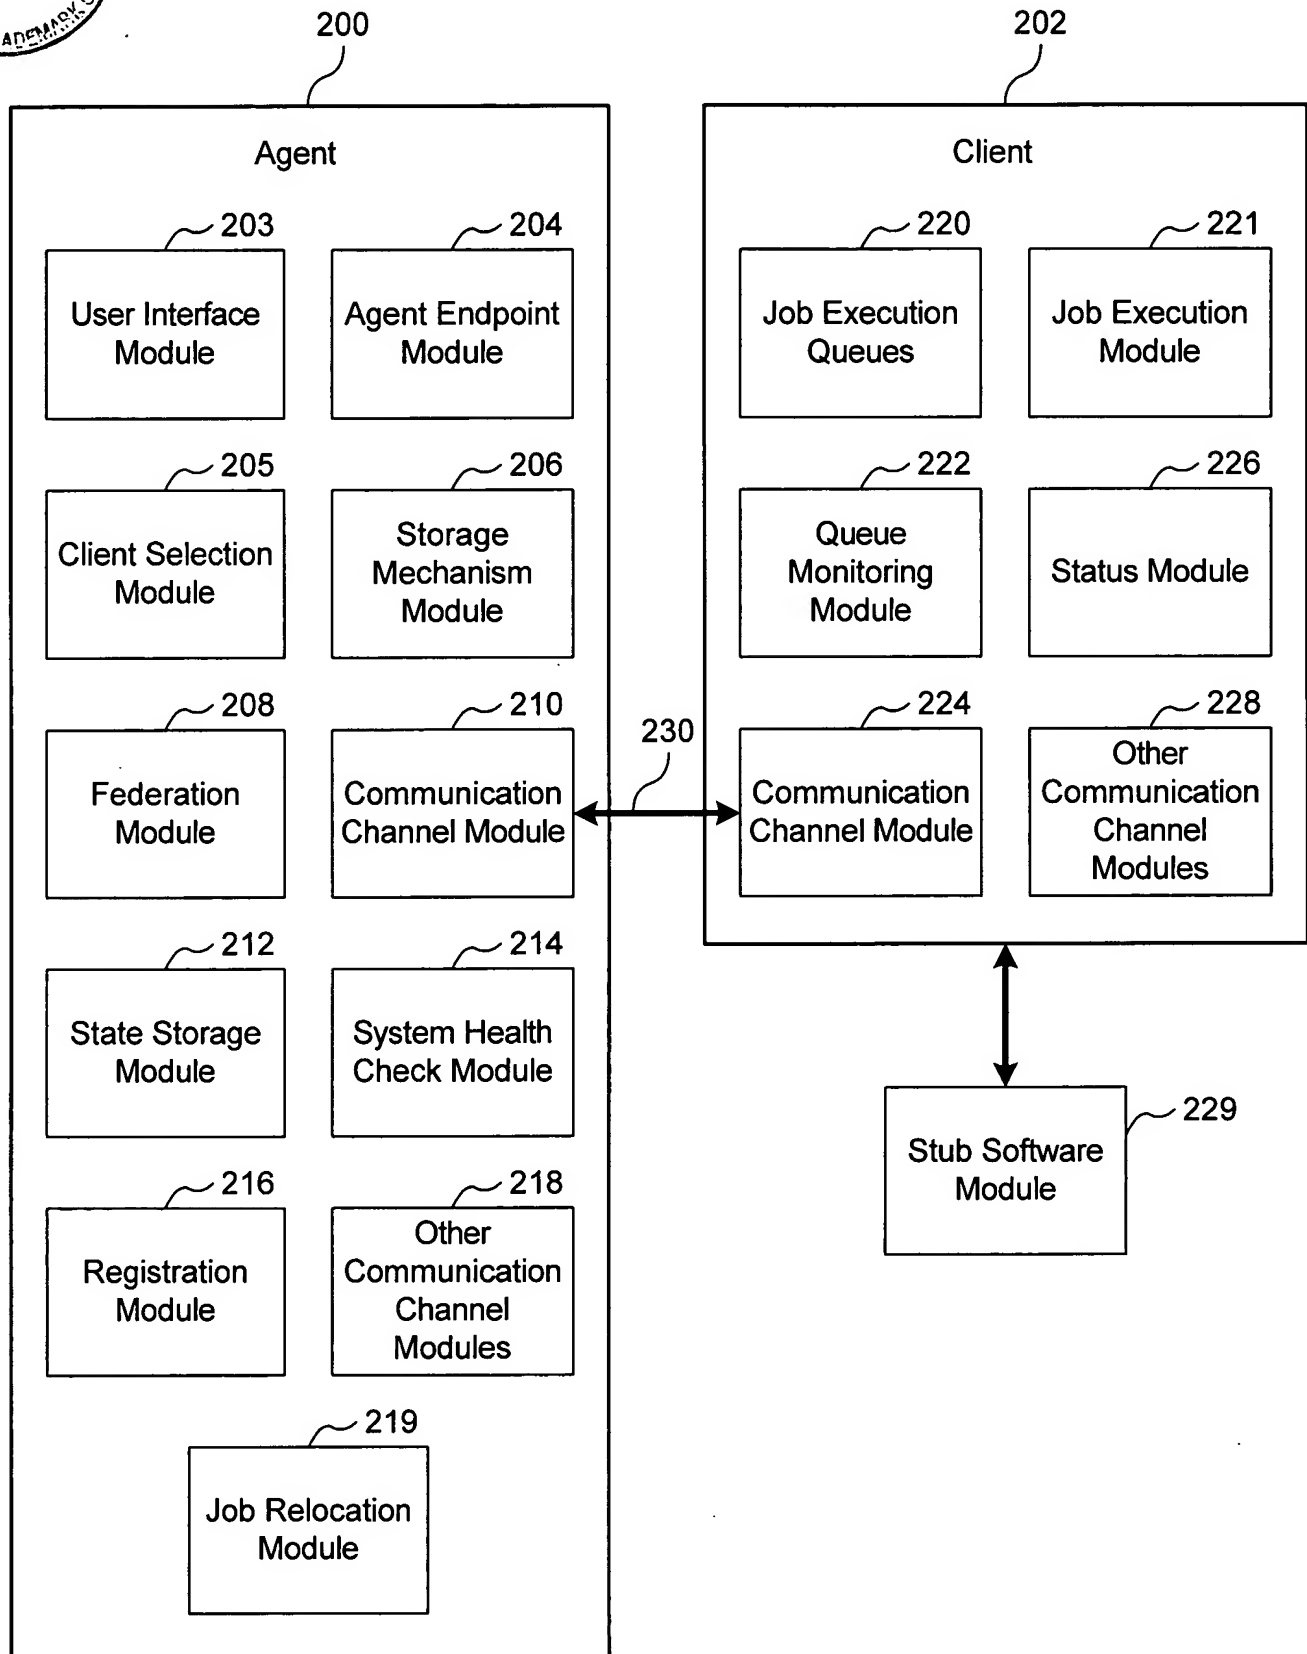 200
202
Agent
Client
203
204
220
221
User Interface
Module
Agent Endpoint
Module
Job Execution
Queues
Job Execution
Module
205
206
222
226
Client Selection
Module
Storage
Mechanism
Module
Queue
Monitoring
Module
Status Module
208
210
230
224
228
Federation
Module
Communication
Channel Module
Communication
Channel Module
Other
Communication
Channel
Modules
212
214
State Storage
Module
System Health
Check Module
229
Stub Software
Module
216
218
Registration
Module
Other
Communication
Channel
Modules
219
Job Relocation
Module